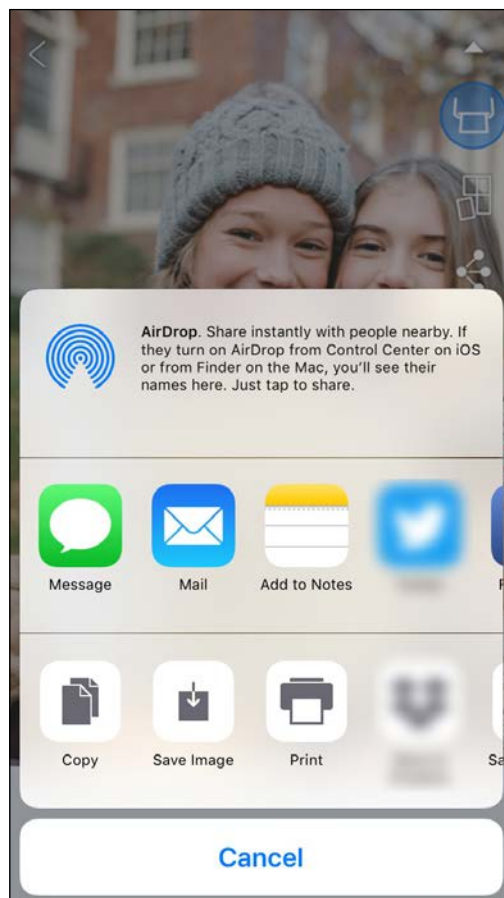 AirDrop. Share instantly with people nearby. If
they turn on AirDrop from Control Center on iOS
or from Finder on the Mac, you'll see their
names here. Just tap to share.
Message Mail Add to Notes
Copy Save Image Print
Cancel